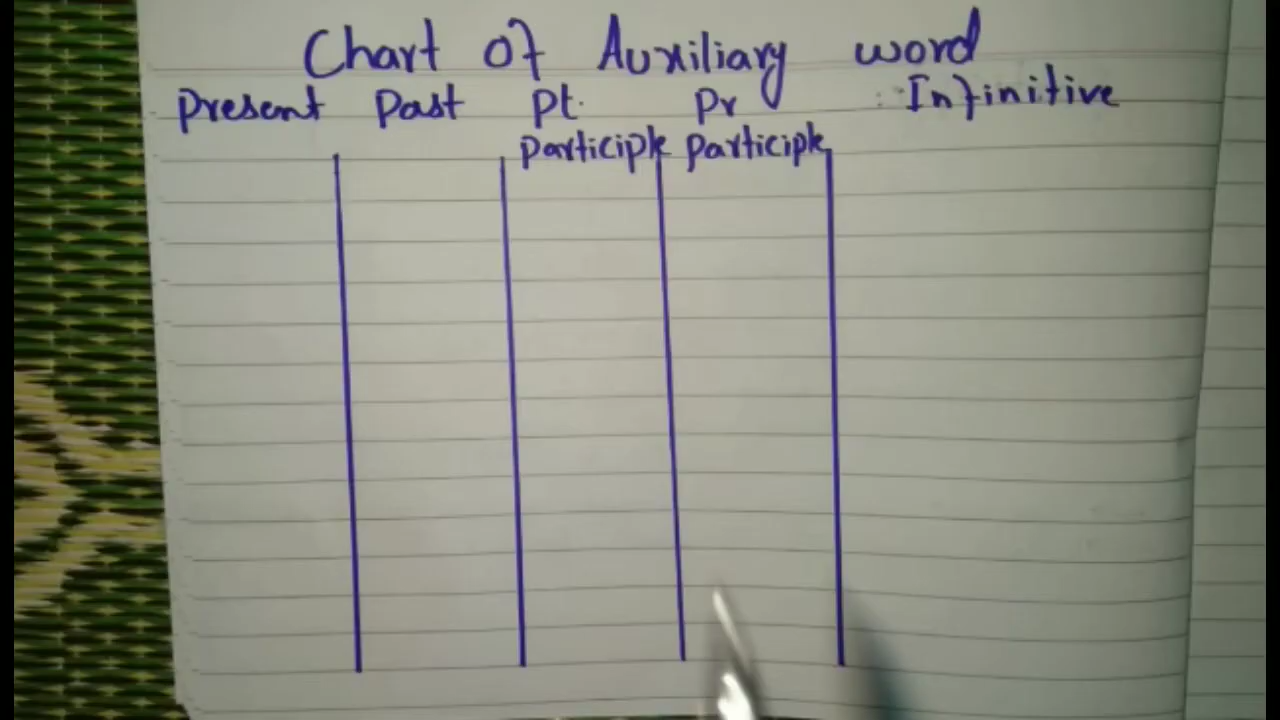 Chart of Auxiliary word
Present Past Pt. Pr Infinitive
Participle Participle